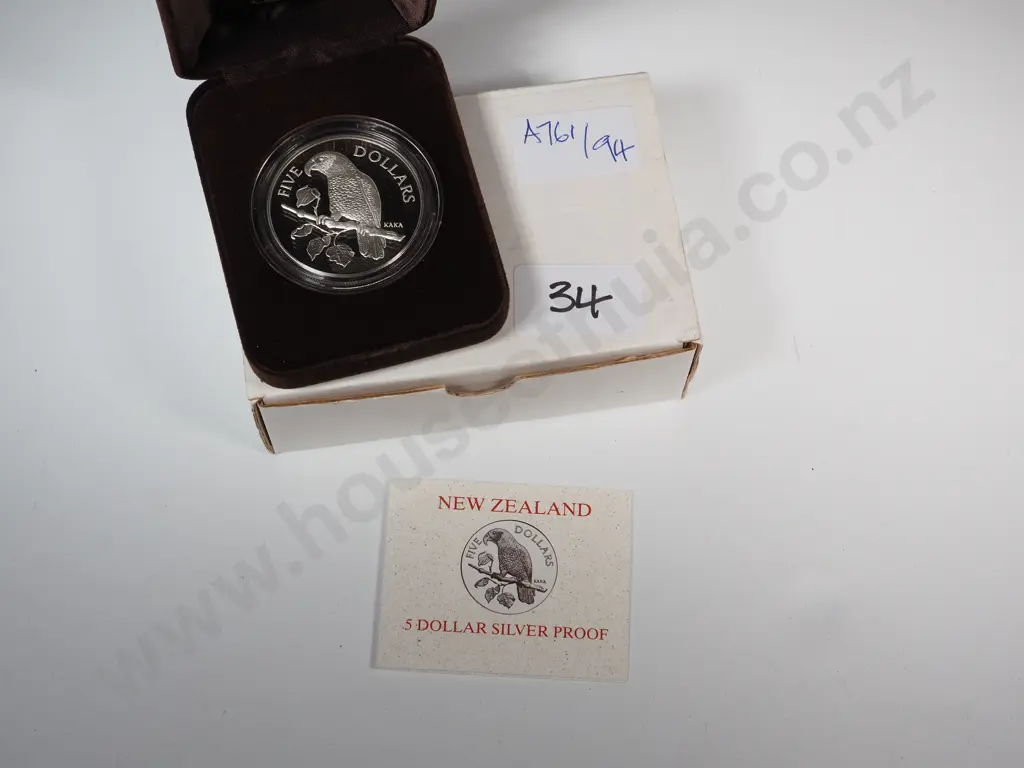 FIVE DOLLARS
KAKA
A761/94
34
NEW ZEALAND
FIVE DOLLARS
KAKA
5 DOLLAR SILVER PROOF
www.houseofhuia.co.nz